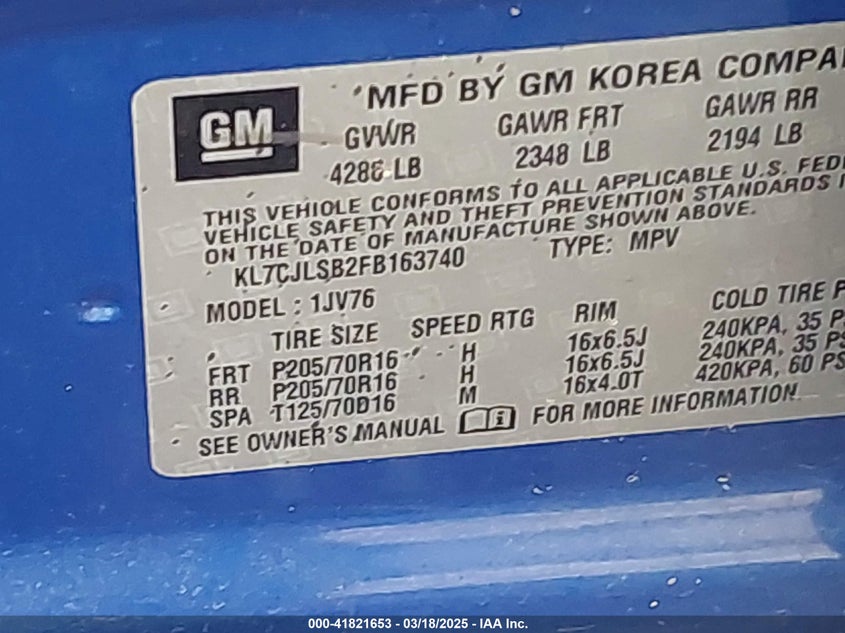 GM
MFD BY GM KOREA COMPA
GVWR GAWR FRT GAWR RR
4286 LB 2348 LB 2194 LB
THIS VEHICLE CONFORMS TO ALL APPLICABLE U.S. FED
VEHICLE SAFETY AND THEFT PREVENTION STANDARDS
ON THE DATE OF MANUFACTURE SHOWN ABOVE.
KL7CJLSB2FB163740 TYPE: MPV
MODEL : 1JV76
TIRE SIZE SPEED RTG RIM COLD TIRE P
FRT P205/70R16 H 16x6.5J 240KPA, 35 PS
RR P205/70R16 H 16x6.5J 240KPA, 35 PS
SPA T125/70D16 M 16x4.0T 420KPA, 60 PS
SEE OWNER'S MANUAL i FOR MORE INFORMATION
000-41821653 - 03/18/2025 - IAA Inc.